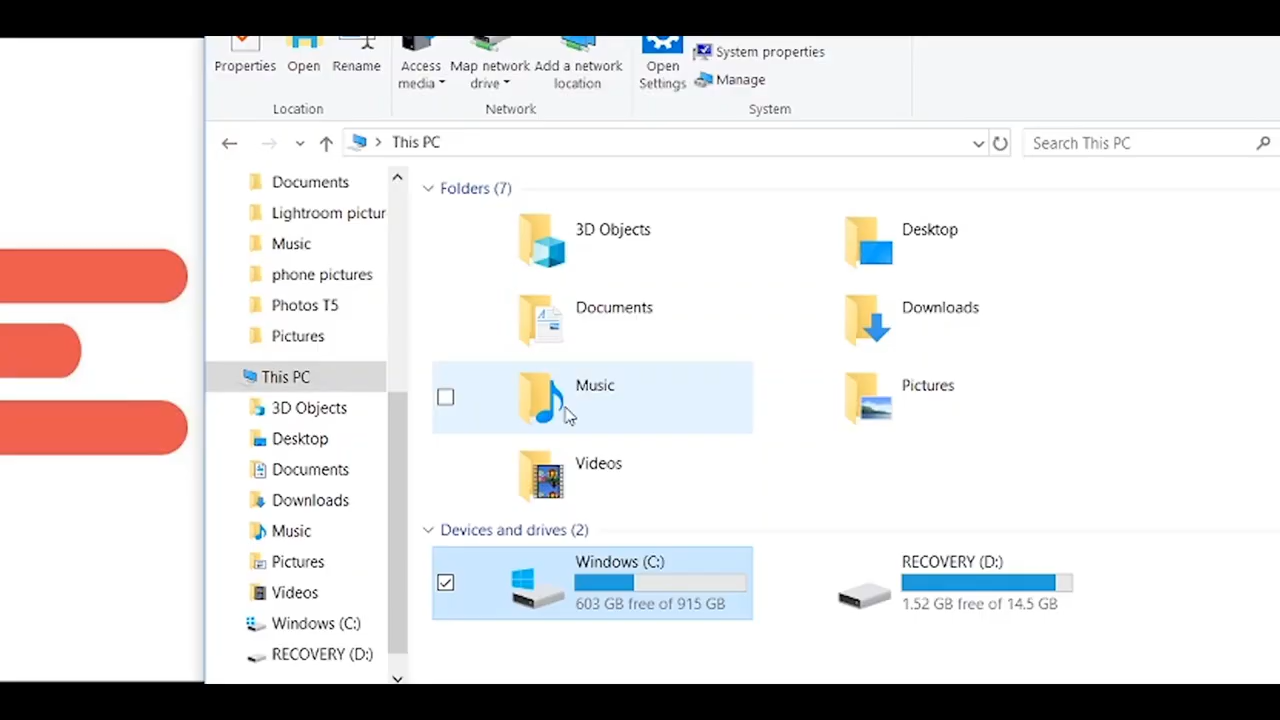 Properties Open Rename
Access media
Map network drive
Add a network location
Open Settings
System properties
Manage
Location Network System
This PC
Search This PC
Documents
Lightroom pictur
Music
phone pictures
Photos T5
Pictures
This PC
3D Objects
Desktop
Documents
Downloads
Music
Pictures
Videos
Windows (C:)
RECOVERY (D:)
Folders (7)
3D Objects
Desktop
Documents
Downloads
Music
Pictures
Videos
Devices and drives (2)
Windows (C:)
603 GB free of 915 GB
RECOVERY (D:)
1.52 GB free of 14.5 GB